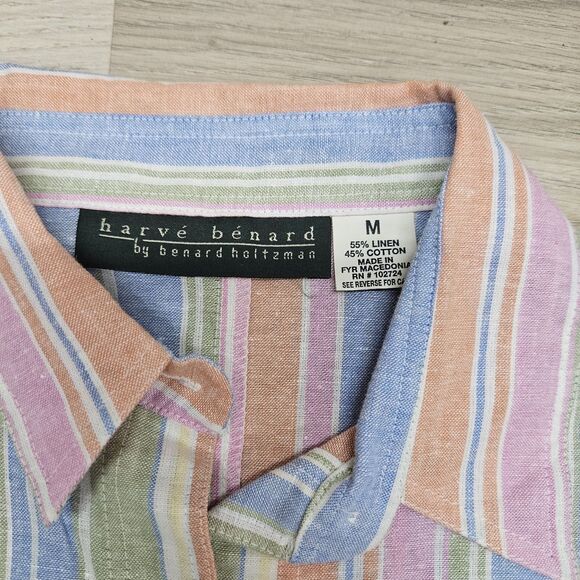 harvé bénard
by benard holtzman
M
55% LINEN
45% COTTON
MADE IN
FYR MACEDONIA
RN # 102724
SEE REVERSE FOR CA